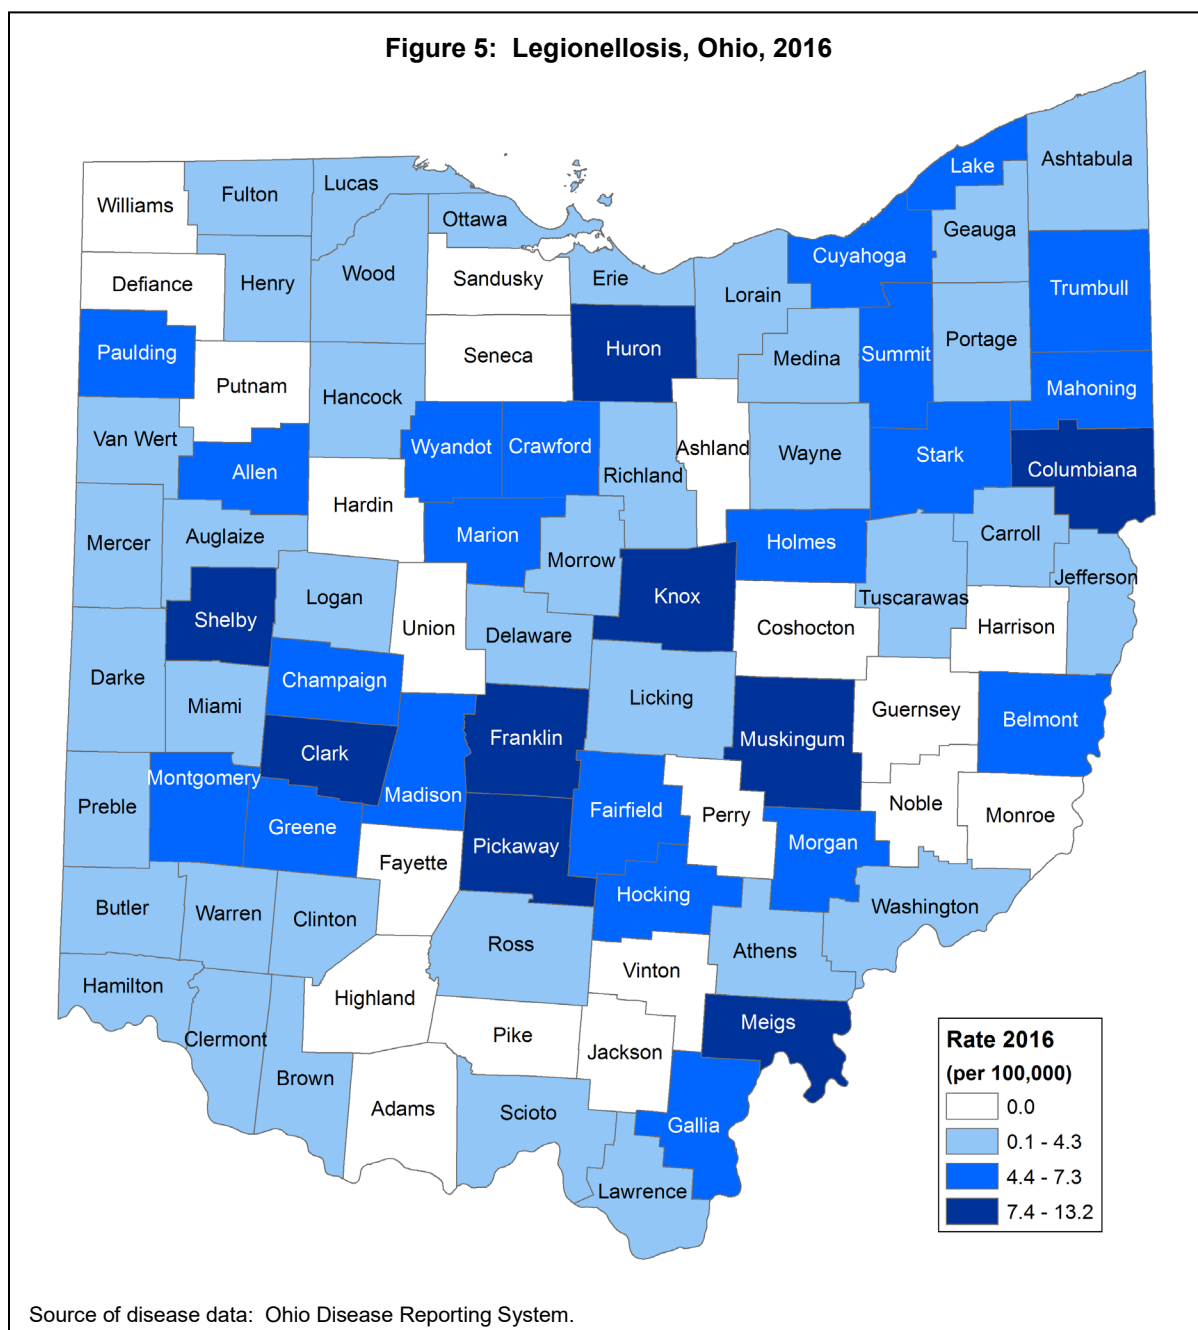 Figure 5:  Legionellosis, Ohio, 2016
Ashtabula
Lake
Lucas
Fulton
Williams
Ottawa
Geauga
Cuyahoga
Wood
Sandusky
Erie
Henry
Defiance
Trumbull
Lorain
Portage
Huron
Paulding
Seneca
Medina
Summit
Putnam
Mahoning
Hancock
Van Wert
Wyandot
Crawford
Ashland
Wayne
Stark
Allen
Richland
Columbiana
Hardin
Marion
Carroll
Auglaize
Mercer
Holmes
Morrow
Jefferson
Logan
Knox
Tuscarawas
Shelby
Union
Coshocton
Harrison
Delaware
Darke
Champaign
Licking
Miami
Guernsey
Belmont
Franklin
Muskingum
Clark
Montgomery
Madison
Noble
Preble
Fairfield
Perry
Monroe
Greene
Pickaway
Morgan
Fayette
Hocking
Butler
Warren
Clinton
Washington
Ross
Athens
Vinton
Hamilton
Highland
Meigs
Clermont
Pike
Jackson
Brown
Adams
Scioto
Gallia
Lawrence
Rate 2016
(per 100,000)
0.0
0.1 - 4.3
4.4 - 7.3
7.4 - 13.2
Source of disease data:  Ohio Disease Reporting System.